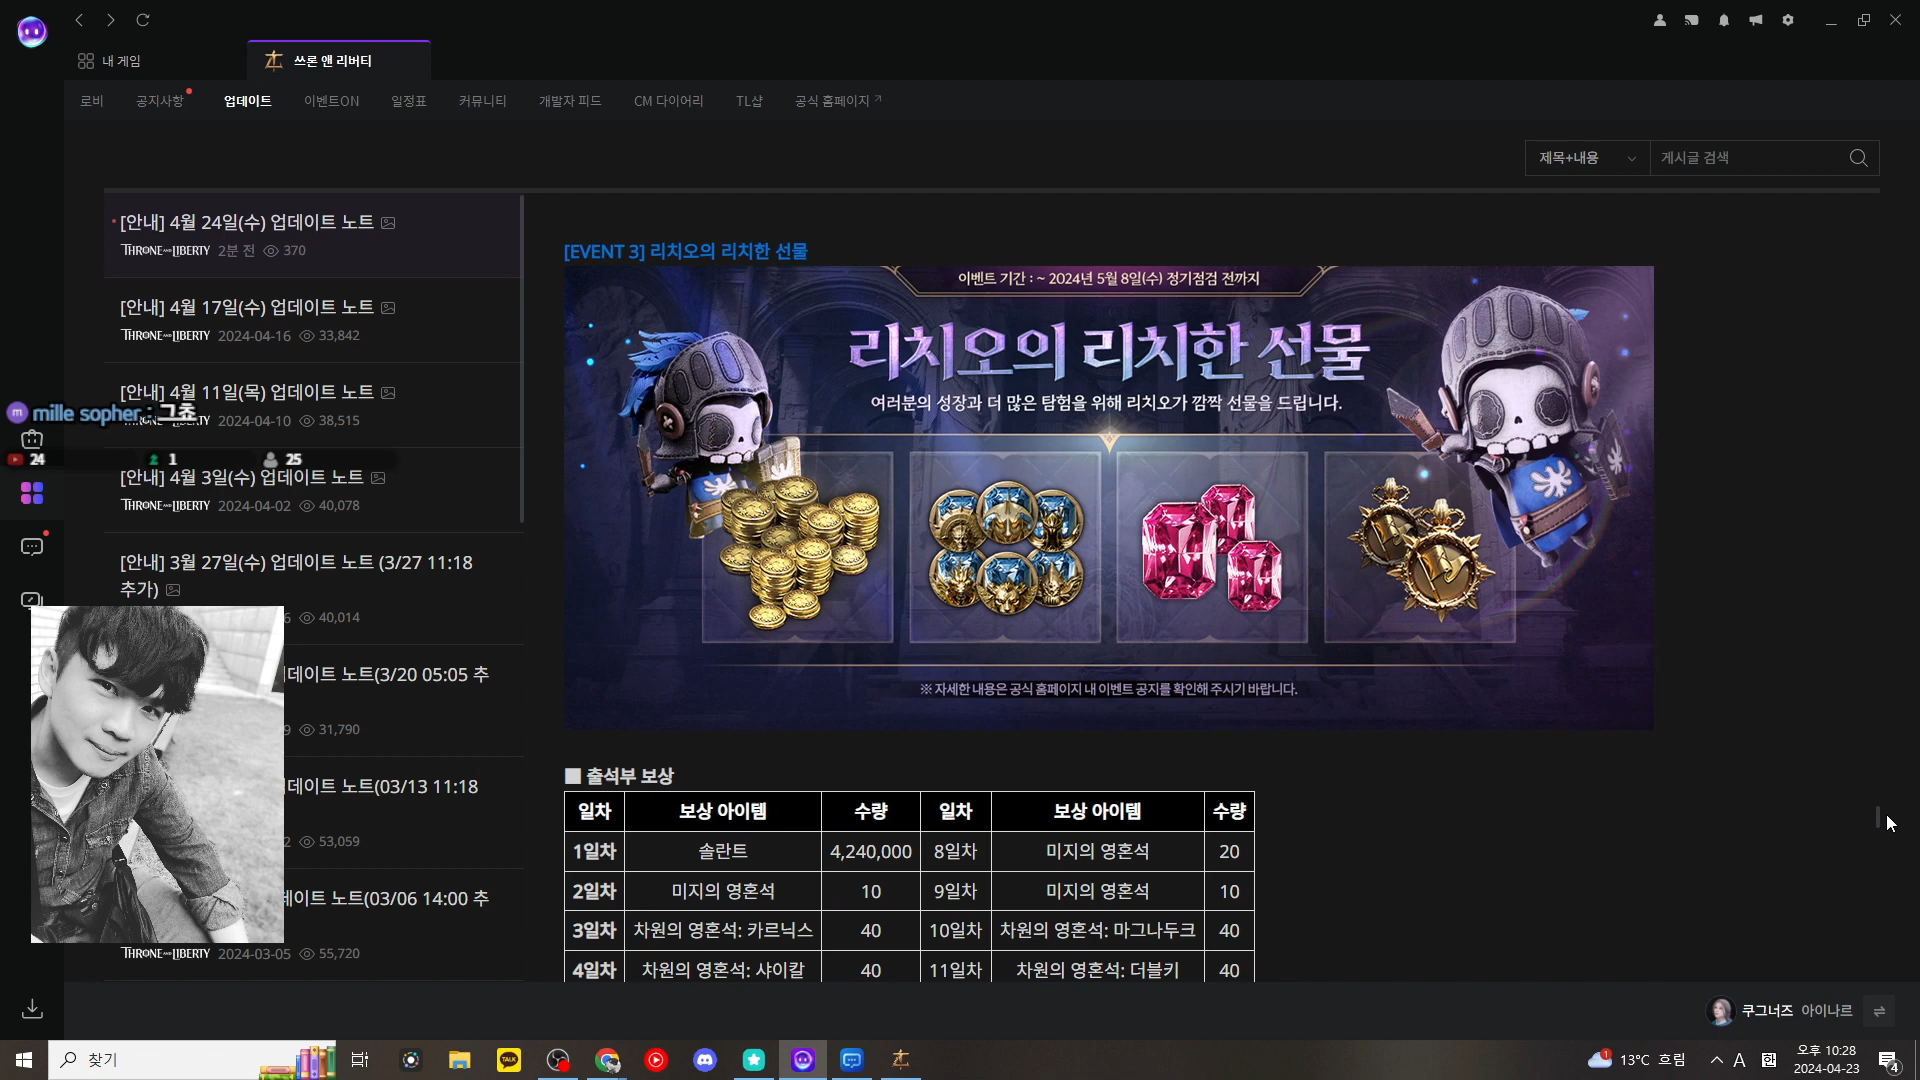 내 게임
쓰론 앤 리버티
로비
공지사항
업데이트
이벤트ON
일정표
커뮤니티
개발자 피드
CM 다이어리
TL샵
공식 홈페이지
제목+내용
게시글 검색
[안내] 4월 24일(수) 업데이트 노트
THRONE AND LIBERTY 2분 전 370
[안내] 4월 17일(수) 업데이트 노트
THRONE AND LIBERTY 2024-04-16 33,842
[안내] 4월 11일(목) 업데이트 노트
m mille sopher : 그쵸
2024-04-10 38,515
24 1 25
[안내] 4월 3일(수) 업데이트 노트
THRONE AND LIBERTY 2024-04-02 40,078
[안내] 3월 27일(수) 업데이트 노트 (3/27 11:18
추가)
6 40,014
데이트 노트(3/20 05:05 추
9 31,790
데이트 노트(03/13 11:18
2 53,059
데이트 노트(03/06 14:00 추
THRONE AND LIBERTY 2024-03-05 55,720
[EVENT 3] 리치오의 리치한 선물
이벤트 기간 : ~ 2024년 5월 8일(수) 정기점검 전까지
리치오의 리치한 선물
여러분의 성장과 더 많은 탐험을 위해 리치오가 깜짝 선물을 드립니다.
※ 자세한 내용은 공식 홈페이지 내 이벤트 공지를 확인해 주시기 바랍니다.
■ 출석부 보상
일차 보상 아이템 수량 일차 보상 아이템 수량
1일차 솔란트 4,240,000 8일차 미지의 영혼석 20
2일차 미지의 영혼석 10 9일차 미지의 영혼석 10
3일차 차원의 영혼석: 카르닉스 40 10일차 차원의 영혼석: 마그나두크 40
4일차 차원의 영혼석: 샤이칼 40 11일차 차원의 영혼석: 더블키 40
쿠그너즈 아이나르
찾기
TALK
1 13°C 흐림
A 한
오후 10:28
2024-04-23
4